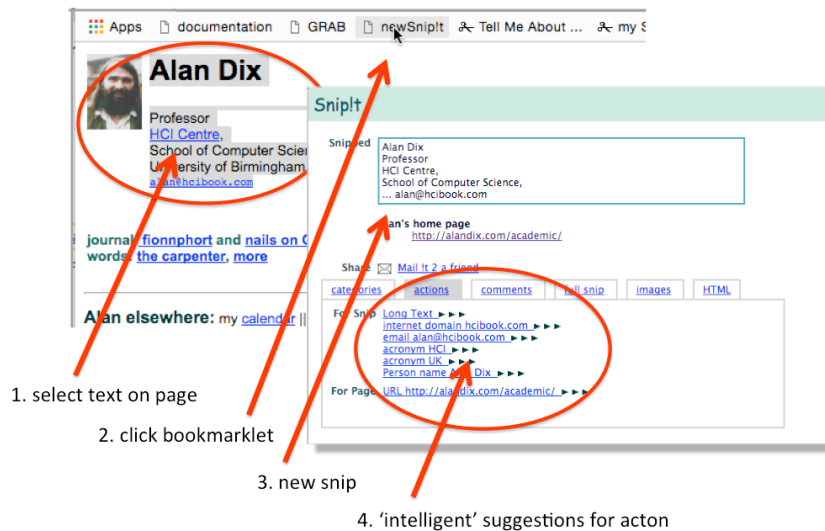 Apps documentation GRAB newSnip!t Tell Me About ... my S
Alan Dix
Professor
HCI Centre,
School of Computer Scien
University of Birmingham,
alan@hcibook.com
journal: fionnphort and nails on
words: the carpenter, more
Alan elsewhere: my calendar ||
Snip!t
Snipped
Alan Dix
Professor
HCI Centre,
School of Computer Science,
... alan@hcibook.com
an's home page
http://alandix.com/academic/
Share Mail !t 2 a friend
categories actions comments full snip images HTML
For Snip Long Text ►►►
internet domain hcibook.com ►►►
email alan@hcibook.com ►►►
acronym HCI ►►►
acronym UK ►►►
Person name Alan Dix ►►►
For Page URL http://alandix.com/academic/ ►►►
1. select text on page
2. click bookmarklet
3. new snip
4. 'intelligent' suggestions for acton